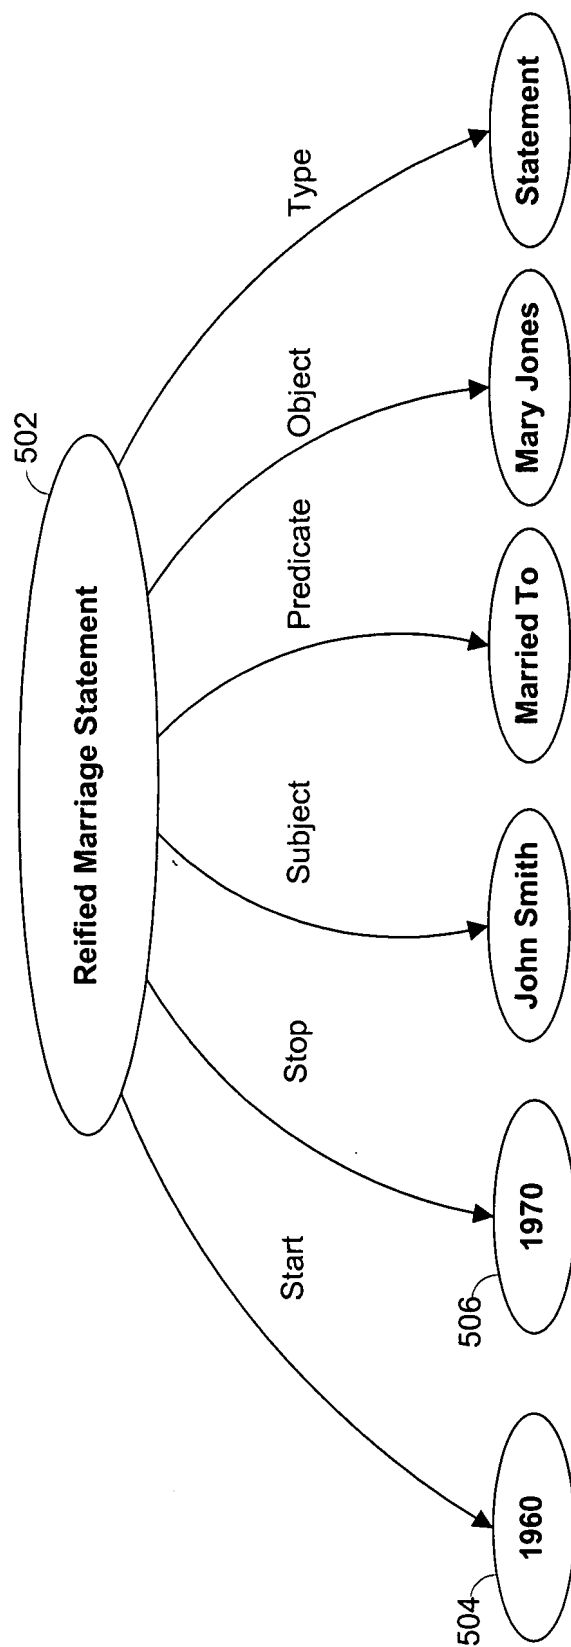 502
Reified Marriage Statement
Start
Stop
Subject
Predicate
Object
Type
504
1960
506
1970
John Smith
Married To
Mary Jones
Statement